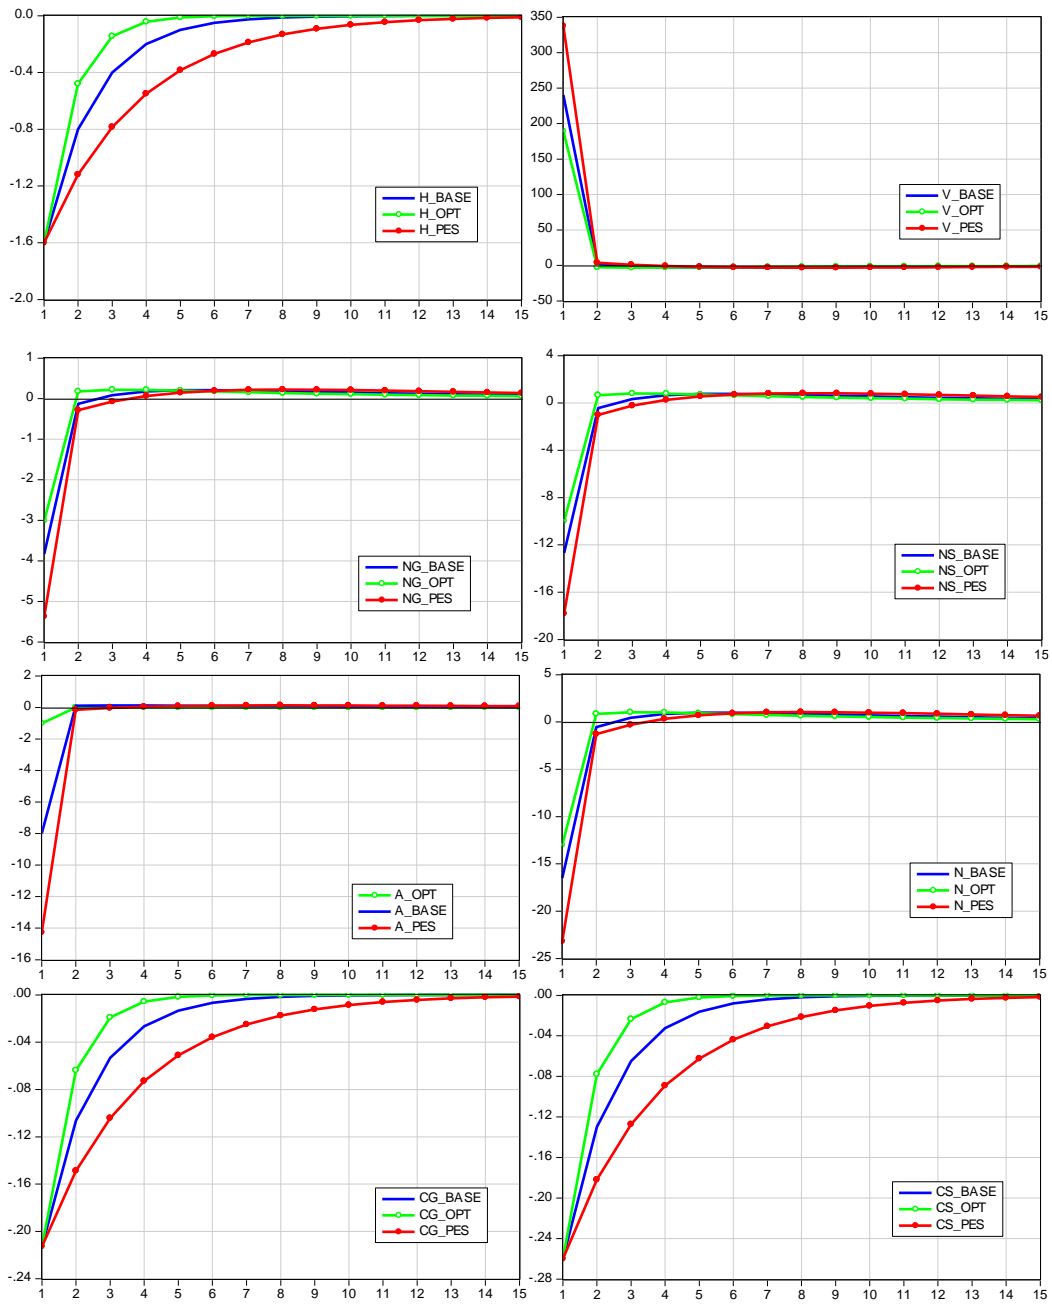 0.0
-0.4
-0.8
-1.2
-1.6
-2.0
H_BASE
H_OPT
H_PES
1 2 3 4 5 6 7 8 9 10 11 12 13 14 15
350
300
250
200
150
100
50
0
-50
V_BASE
V_OPT
V_PES
1 2 3 4 5 6 7 8 9 10 11 12 13 14 15
1
0
-1
-2
-3
-4
-5
-6
NG_BASE
NG_OPT
NG_PES
1 2 3 4 5 6 7 8 9 10 11 12 13 14 15
4
0
-4
-8
-12
-16
-20
NS_BASE
NS_OPT
NS_PES
1 2 3 4 5 6 7 8 9 10 11 12 13 14 15
2
0
-2
-4
-6
-8
-10
-12
-14
-16
A_OPT
A_BASE
A_PES
1 2 3 4 5 6 7 8 9 10 11 12 13 14 15
5
0
-5
-10
-15
-20
-25
N_BASE
N_OPT
N_PES
1 2 3 4 5 6 7 8 9 10 11 12 13 14 15
.00
-.04
-.08
-.12
-.16
-.20
-.24
CG_BASE
CG_OPT
CG_PES
1 2 3 4 5 6 7 8 9 10 11 12 13 14 15
.00
-.04
-.08
-.12
-.16
-.20
-.24
-.28
CS_BASE
CS_OPT
CS_PES
1 2 3 4 5 6 7 8 9 10 11 12 13 14 15